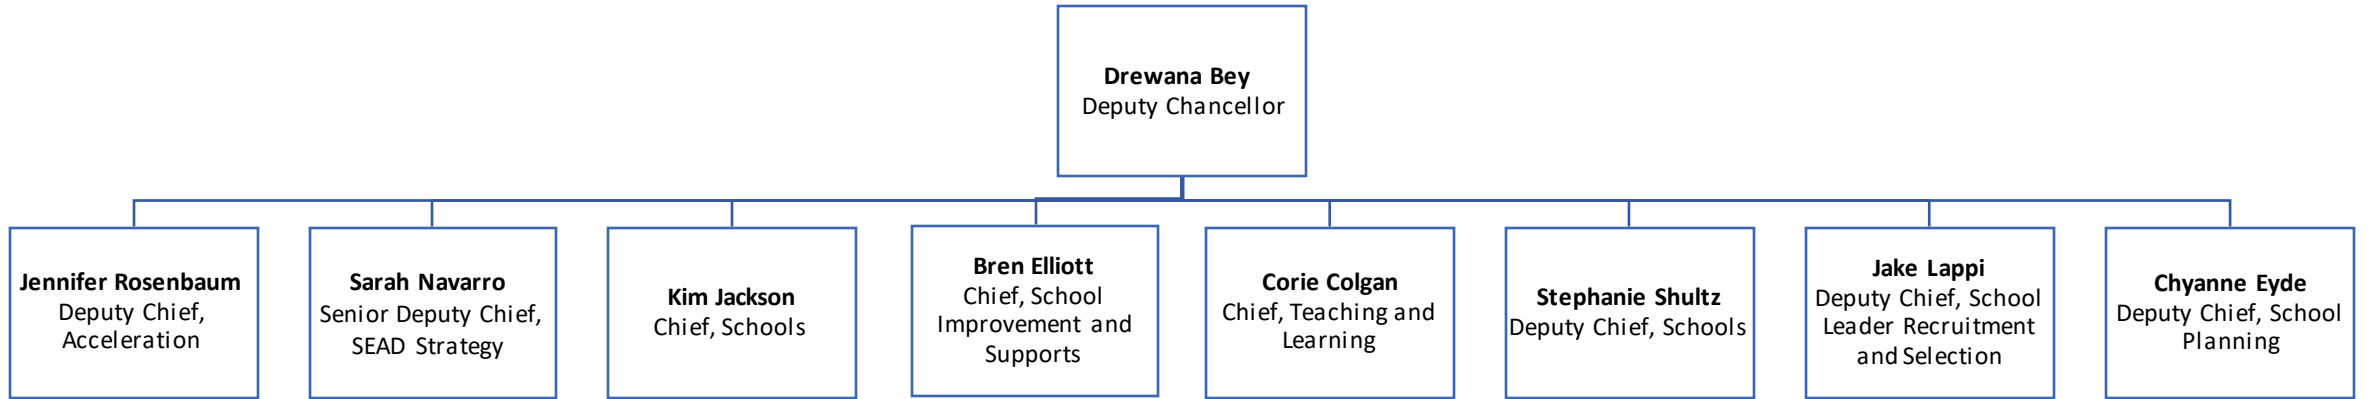 Drewana Bey
Deputy Chancellor
Jennifer Rosenbaum
Deputy Chief,
Acceleration
Sarah Navarro
Senior Deputy Chief,
SEAD Strategy
Kim Jackson
Chief, Schools
Bren Elliott
Chief, School
Improvement and
Supports
Corie Colgan
Chief, Teaching and
Learning
Stephanie Shultz
Deputy Chief, Schools
Jake Lappi
Deputy Chief, School
Leader Recruitment
and Selection
Chyanne Eyde
Deputy Chief, School
Planning